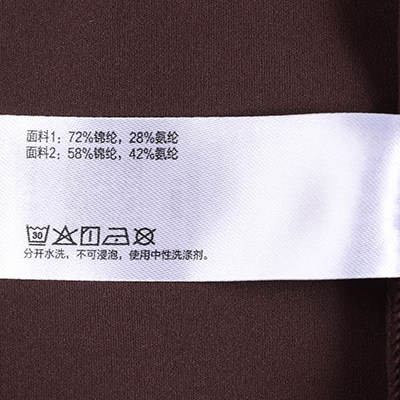 面料1：72%锦纶，28%氨纶
面料2：58%锦纶，42%氨纶
30
分开水洗，不可浸泡，使用中性洗涤剂。